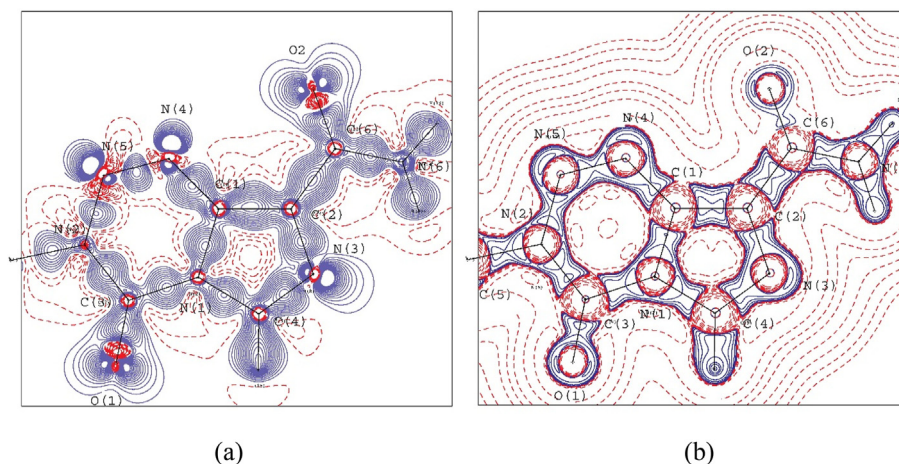 O2
N(4)
N(5)
C(6)
N(6)
C(1)
C(2)
N(2)
N(3)
C(3)
N(1)
C(4)
O(1)
(a)
O(2)
C(6)
N(4)
N(5)
C(1)
N(2)
C(2)
C(5)
N(1)
N(3)
C(3)
C(4)
O(1)
(b)